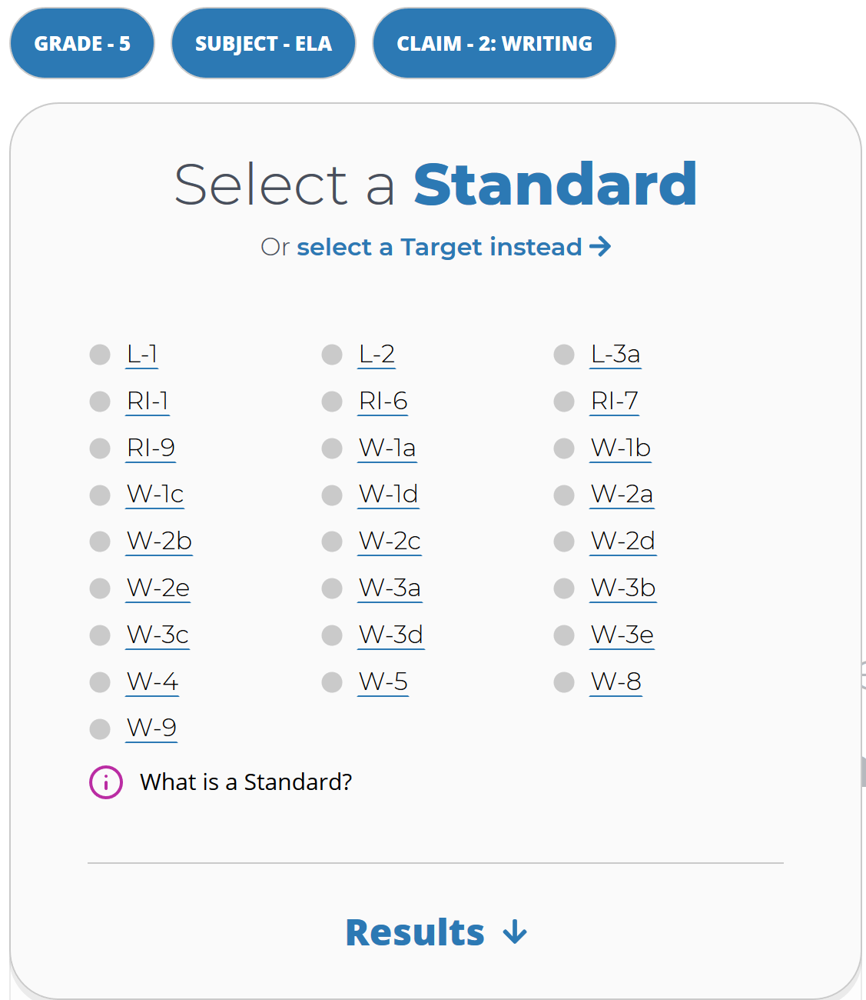 GRADE - 5 SUBJECT - ELA CLAIM - 2: WRITING
Select a Standard
Or select a Target instead →
L-1 L-2 L-3a
RI-1 RI-6 RI-7
RI-9 W-1a W-1b
W-1c W-1d W-2a
W-2b W-2c W-2d
W-2e W-3a W-3b
W-3c W-3d W-3e
W-4 W-5 W-8
W-9
What is a Standard?
Results ↓